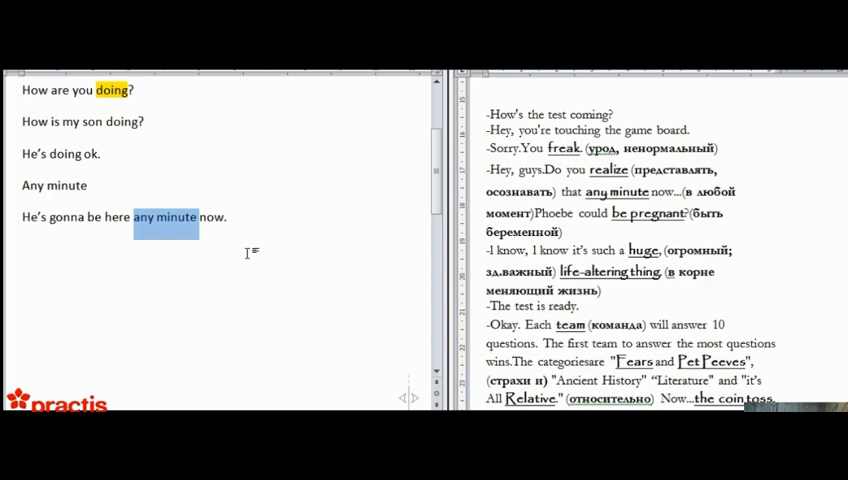 How are you doing?
How is my son doing?
He's doing ok.
Any minute
He's gonna be here any minute now.
practis
-How's the test coming?
-Hey, you're touching the game board.
-Sorry.You freak. (урод, ненормальный)
-Hey, guys.Do you realize (представлять,
осознавать) that any minute now...(в любой
момент)Phoebe could be pregnant?(быть
беременной)
-l know, l know it's such a huge, (огромный;
зд.важный) life-altering thing. (в корне
меняющий жизнь)
-The test is ready.
-Okay. Each team (команда) will answer 10
questions. The first team to answer the most questions
wins.The categoriesare "Fears and Pet Peeves",
(страхи и) "Ancient History" "Literature" and "it's
All Relative." (относительно) Now...the coin toss.